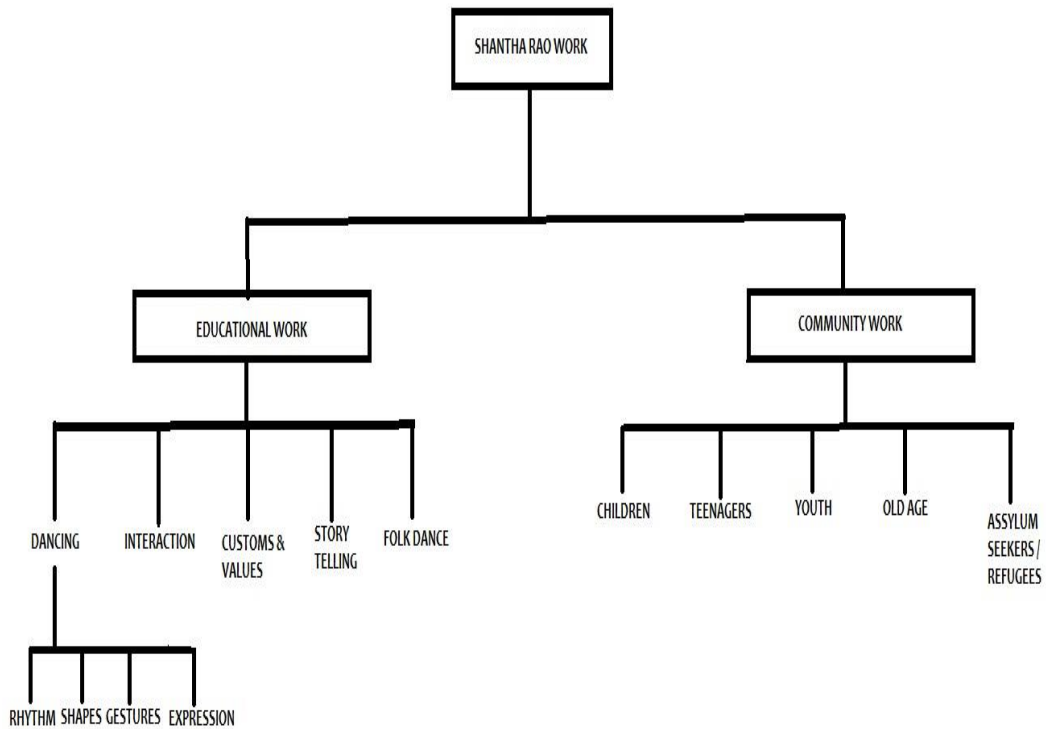 SHANTHA RAO WORK
EDUCATIONAL WORK
COMMUNITY WORK
DANCING
INTERACTION
CUSTOMS &
VALUES
STORY
TELLING
FOLK DANCE
CHILDREN
TEENAGERS
YOUTH
OLD AGE
ASSYLUM
SEEKERS /
REFUGEES
RHYTHM
SHAPES
GESTURES
EXPRESSION